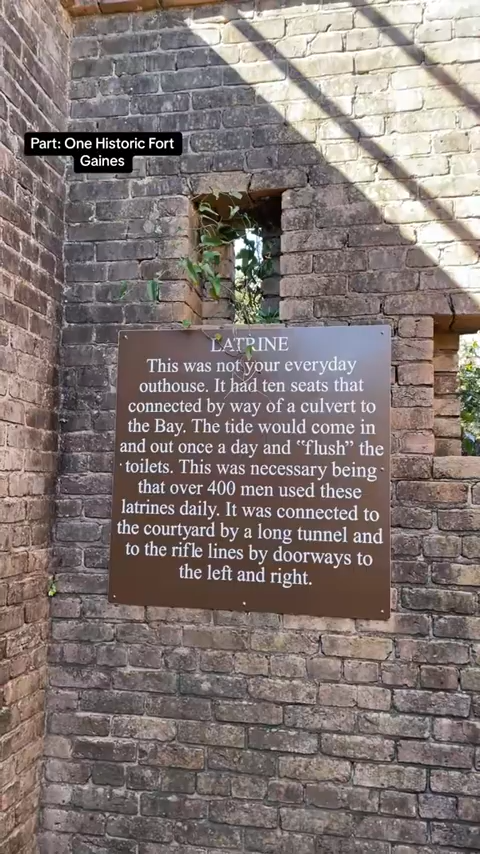 Part: One Historic Fort
Gaines
LATRINE
This was not your everyday
outhouse. It had ten seats that
connected by way of a culvert to
the Bay. The tide would come in
and out once a day and “flush” the
toilets. This was necessary being
that over 400 men used these
latrines daily. It was connected to
the courtyard by a long tunnel and
to the rifle lines by doorways to
the left and right.